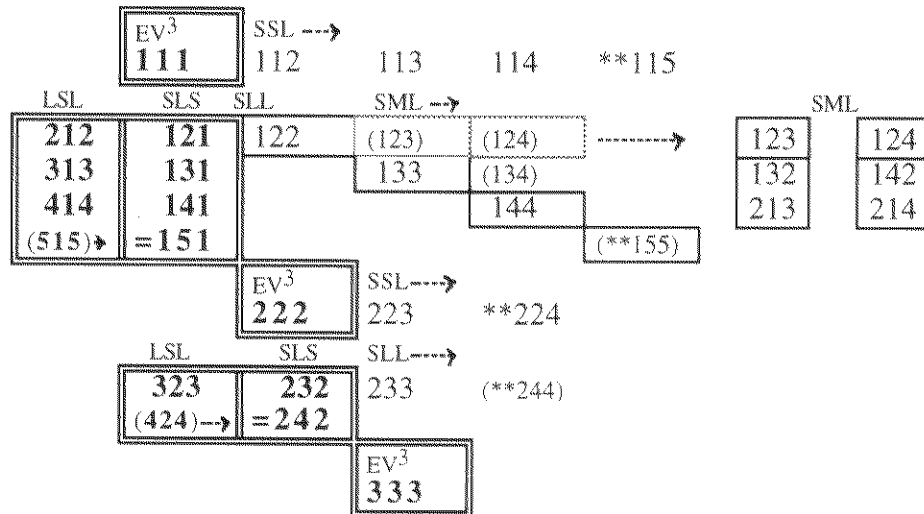 EV³ SSL --->
111 112 113 114 **115
LSL SLS SLL SML --> SML
212 121 122 (123) (124) -------> 123 124
313 131 133 (134) 132 142
414 141 144 213 214
(515)→ =151 (**155)
EV³ SSL---->
222 223 **224
LSL SLS SLL---->
323 232 233 (**244)
(424)--> =242
EV³
333